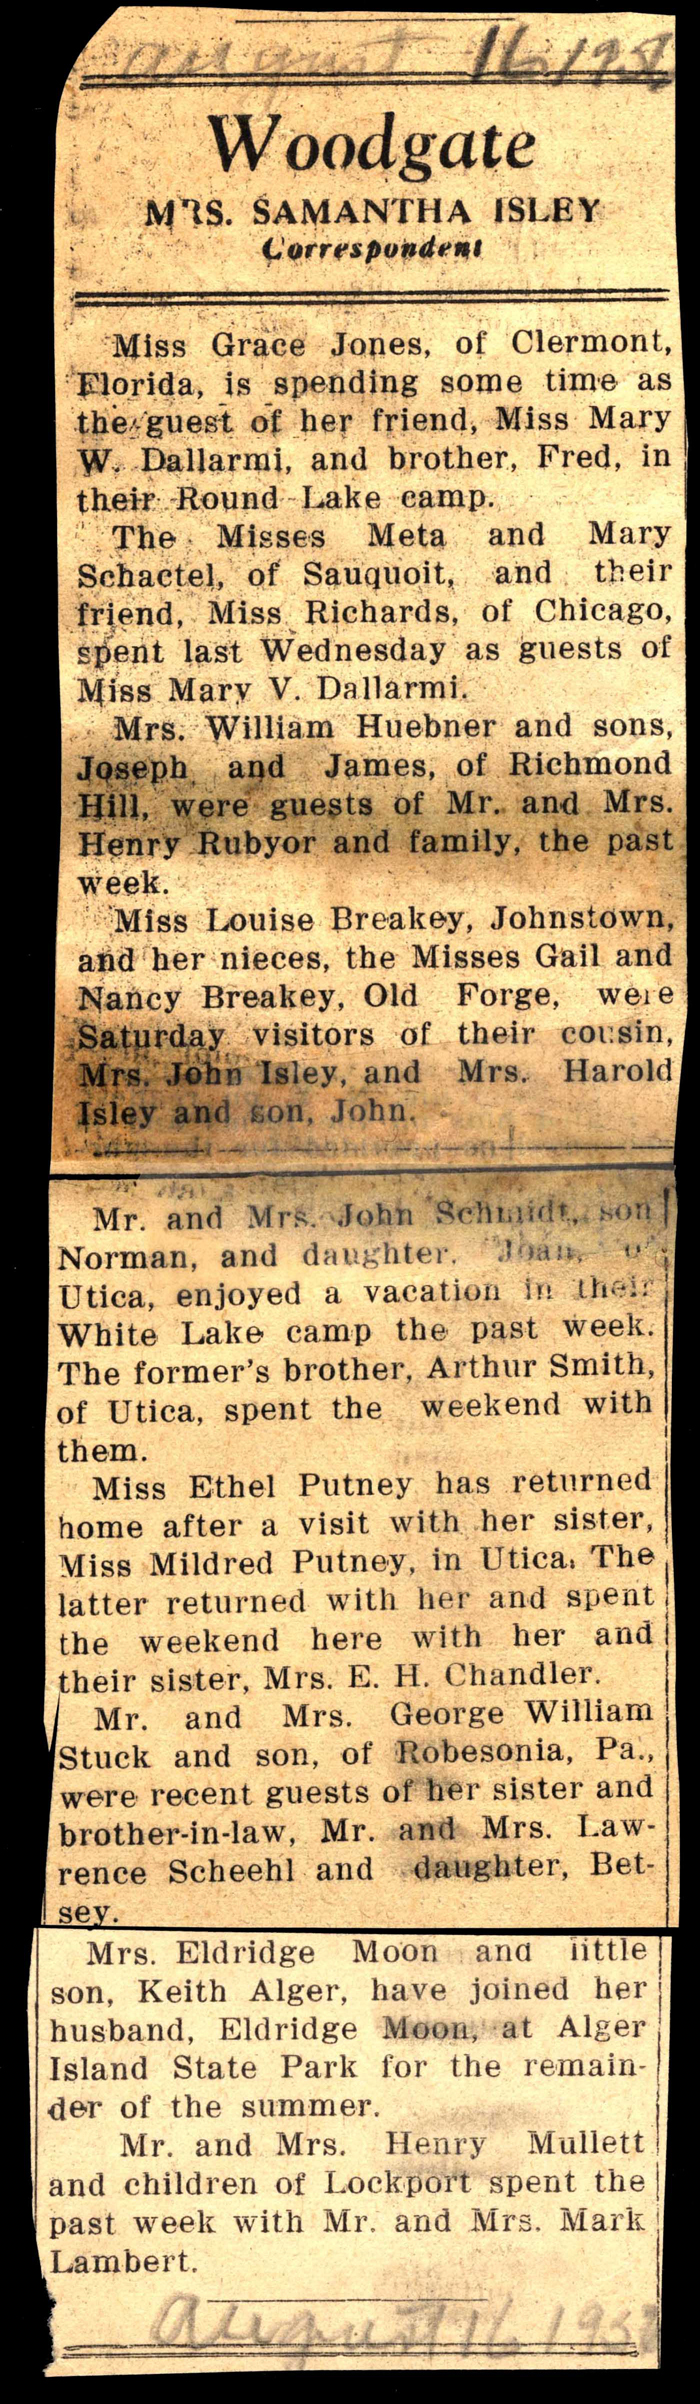 August 16, 195
Woodgate
MRS. SAMANTHA ISLEY
Correspondent
Miss Grace Jones, of Clermont,
Florida, is spending some time as
the guest of her friend, Miss Mary
W. Dallarmi, and brother, Fred, in
their Round Lake camp.
The Misses Meta and Mary
Schactel, of Sauquoit, and their
friend, Miss Richards, of Chicago,
spent last Wednesday as guests of
Miss Mary V. Dallarmi.
Mrs. William Huebner and sons,
Joseph and James, of Richmond
Hill, were guests of Mr. and Mrs.
Henry Rubyor and family, the past
week.
Miss Louise Breakey, Johnstown,
and her nieces, the Misses Gail and
Nancy Breakey, Old Forge, were
Saturday visitors of their cousin,
Mrs. John Isley, and Mrs. Harold
Isley and son, John.
Mr. and Mrs. John Schmidt, son
Norman, and daughter, Joan, of
Utica, enjoyed a vacation in their
White Lake camp the past week.
The former's brother, Arthur Smith,
of Utica, spent the weekend with
them.
Miss Ethel Putney has returned
home after a visit with her sister,
Miss Mildred Putney, in Utica. The
latter returned with her and spent
the weekend here with her and
their sister, Mrs. E. H. Chandler.
Mr. and Mrs. George William
Stuck and son, of Robesonia, Pa.,
were recent guests of her sister and
brother-in-law, Mr. and Mrs. Law-
rence Scheehl and daughter, Bet-
sey.
Mrs. Eldridge Moon and little
son, Keith Alger, have joined her
husband, Eldridge Moon, at Alger
Island State Park for the remain-
der of the summer.
Mr. and Mrs. Henry Mullett
and children of Lockport spent the
past week with Mr. and Mrs. Mark
Lambert.
August 16 195